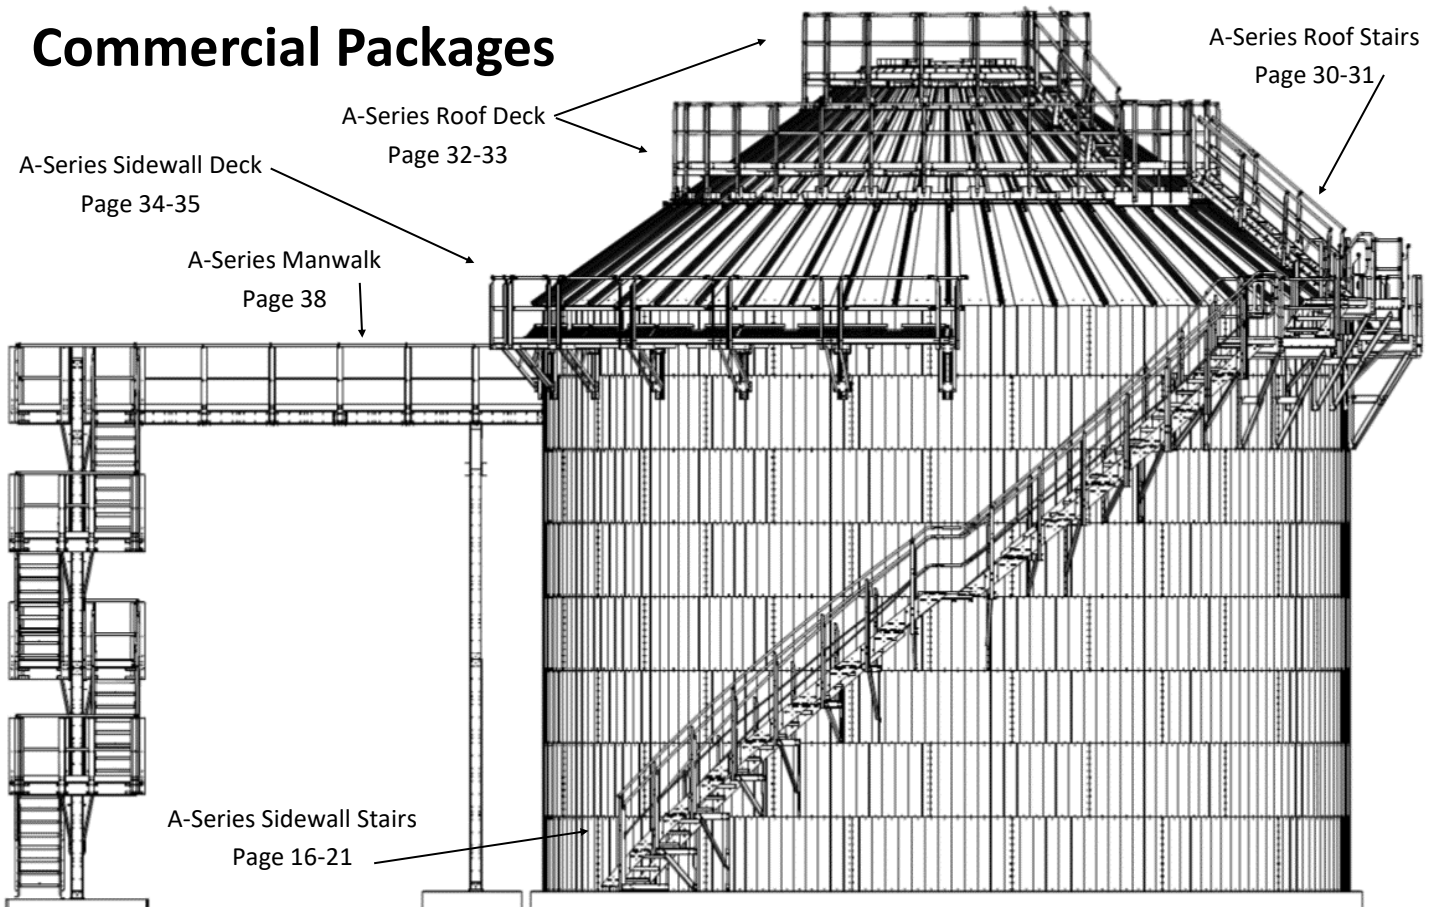 Commercial Packages
A-Series Roof Stairs
Page 30-31
A-Series Roof Deck
Page 32-33
A-Series Sidewall Deck
Page 34-35
A-Series Manwalk
Page 38
A-Series Sidewall Stairs
Page 16-21